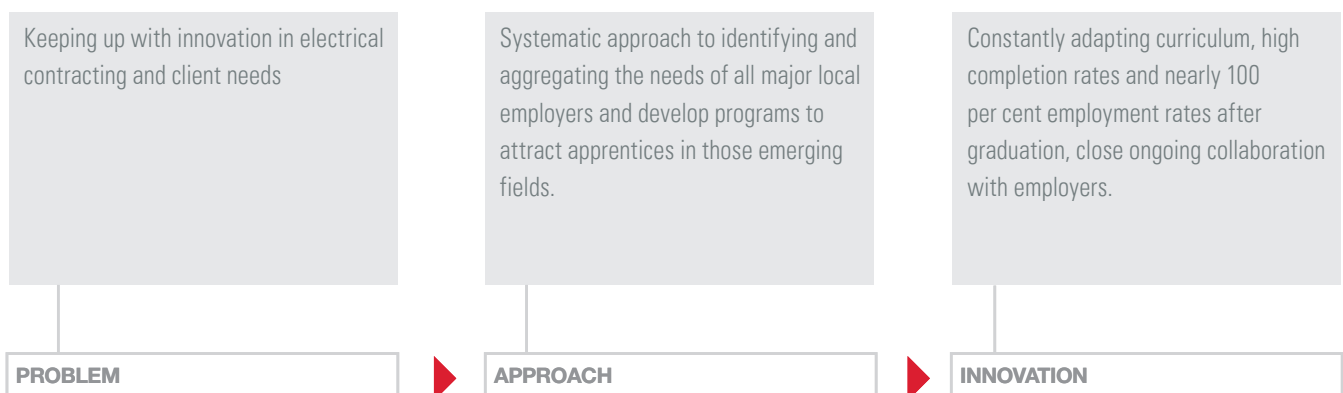 Keeping up with innovation in electrical
contracting and client needs
Systematic approach to identifying and
aggregating the needs of all major local
employers and develop programs to
attract apprentices in those emerging
fields.
Constantly adapting curriculum, high
completion rates and nearly 100
per cent employment rates after
graduation, close ongoing collaboration
with employers.
PROBLEM
APPROACH
INNOVATION